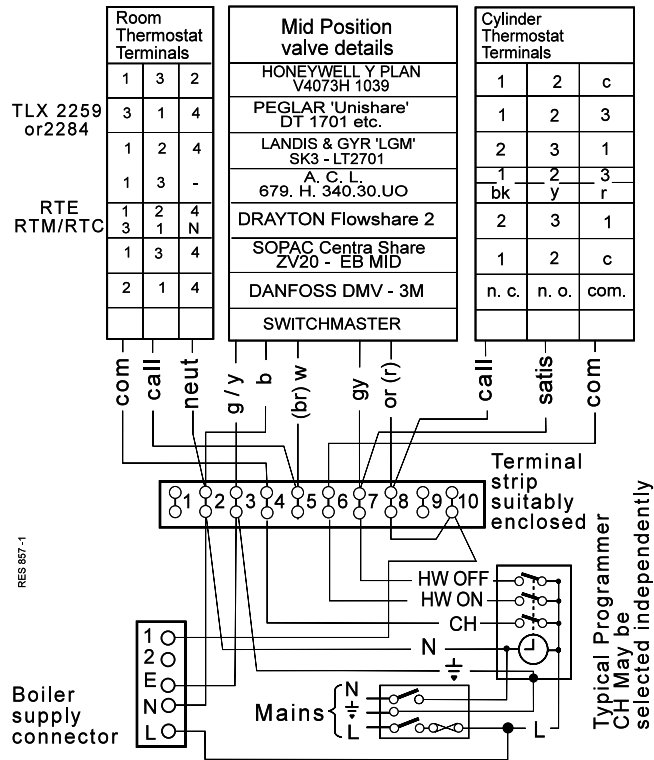 Room
Thermostat
Terminals
Mid Position
valve details
Cylinder
Thermostat
Terminals
1 3 2
HONEYWELL Y PLAN
V4073H 1039
1 2 c
TLX 2259
or2284
3 1 4
PEGLAR 'Unishare'
DT 1701 etc.
1 2 3
1 2 4
LANDIS & GYR 'LGM'
SK3 - LT2701
2 3 1
1 3 -
A. C. L.
679. H. 340.30.UO
1 2 3
bk y r
RTE
RTM/RTC
1 2 4
3 1 N
DRAYTON Flowshare 2
2 3 1
1 3 4
SOPAC Centra Share
ZV20 - EB MID
1 2 c
2 1 4
DANFOSS DMV - 3M
n. c. n. o. com.
SWITCHMASTER
com
call
neut
g / y
b
(br) w
gy
or (r)
call
satis
com
1 2 3 4 5 6 7 8 9 10
Terminal
strip
suitably
enclosed
RES 857 -1
HW OFF
HW ON
CH
N
Typical Programmer
CH May be
selected independently
1
2
E
N
L
Boiler
supply
connector
Mains
N
L
L